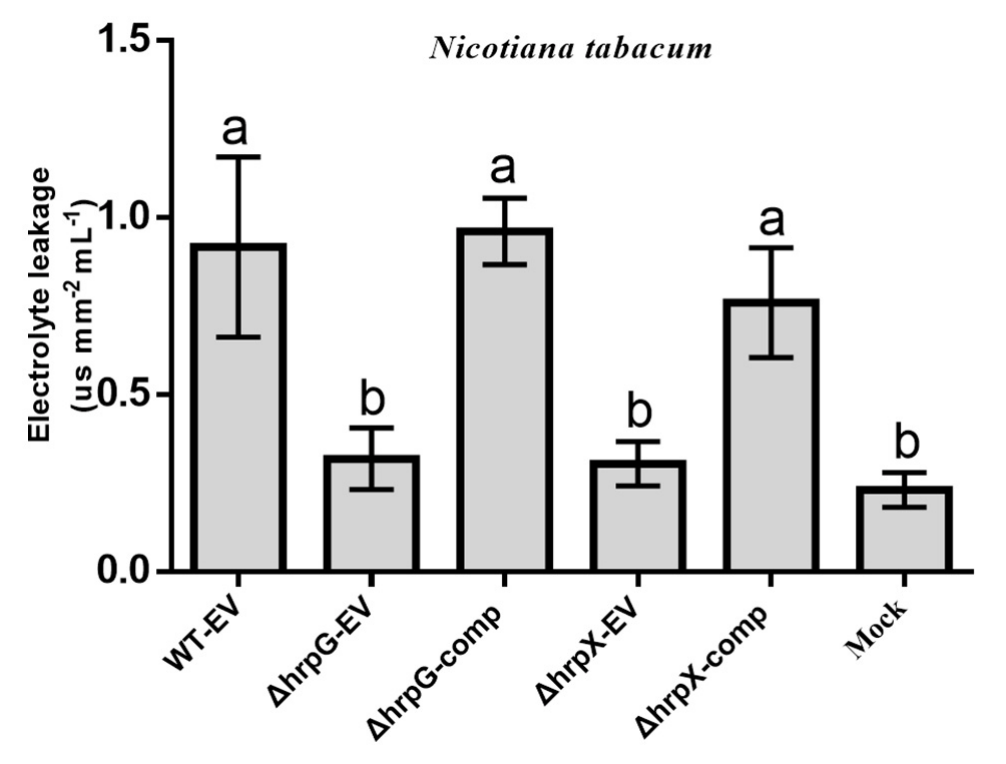 Nicotiana tabacum
Electrolyte leakage
(us mm-2 mL-1)
1.5
1.0
0.5
0.0
a
b
a
b
a
b
WT-EV
ΔhrpG-EV
ΔhrpG-comp
ΔhrpX-EV
ΔhrpX-comp
Mock